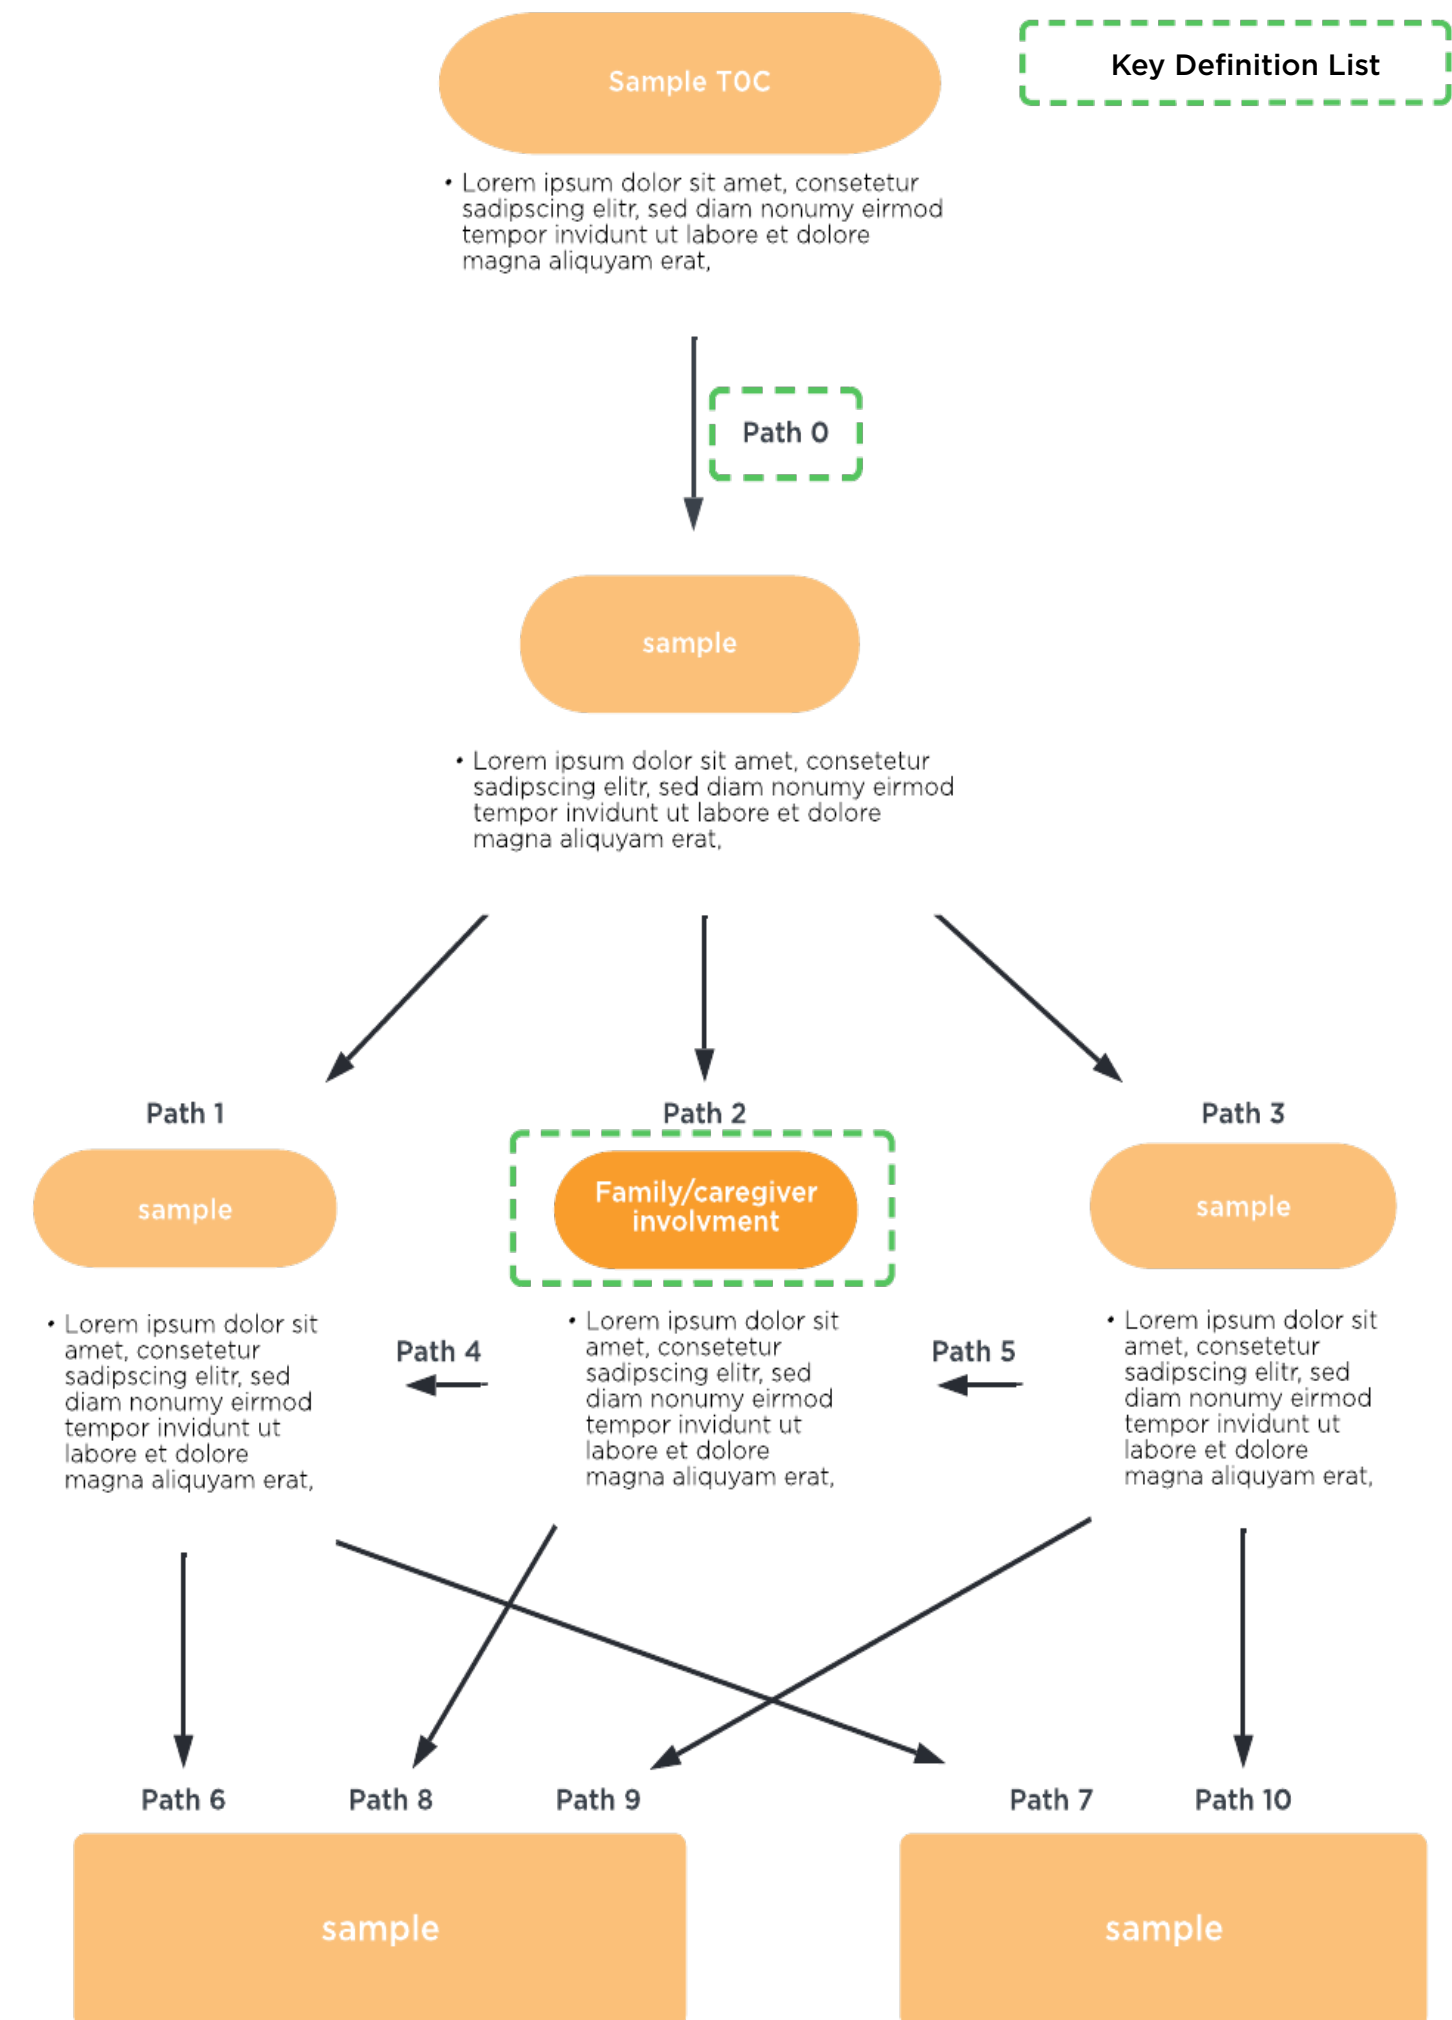 Sample T0C
Key Definition List
• Lorem ipsum dolor sit amet, consetetur
sadipscing elitr, sed diam nonumy eirmod
tempor invidunt ut labore et dolore
magna aliquyam erat,
Path 0
sample
• Lorem ipsum dolor sit amet, consetetur
sadipscing elitr, sed diam nonumy eirmod
tempor invidunt ut labore et dolore
magna aliquyam erat,
Path 1
Path 2
Path 3
sample
Family/caregiver
involvment
sample
• Lorem ipsum dolor sit
amet, consetetur
sadipscing elitr, sed
diam nonumy eirmod
tempor invidunt ut
labore et dolore
magna aliquyam erat,
Path 4
• Lorem ipsum dolor sit
amet, consetetur
sadipscing elitr, sed
diam nonumy eirmod
tempor invidunt ut
labore et dolore
magna aliquyam erat,
Path 5
• Lorem ipsum dolor sit
amet, consetetur
sadipscing elitr, sed
diam nonumy eirmod
tempor invidunt ut
labore et dolore
magna aliquyam erat,
Path 6
Path 8
Path 9
Path 7
Path 10
sample
sample